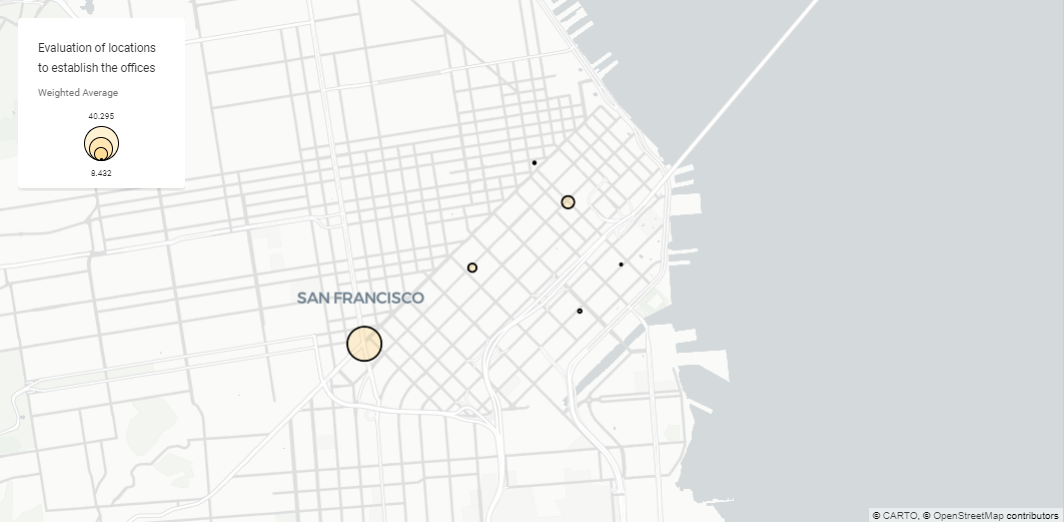 Evaluation of locations
to establish the offices
Weighted Average
40.295
8.432
SAN FRANCISCO
© CARTO, © OpenStreetMap contributors